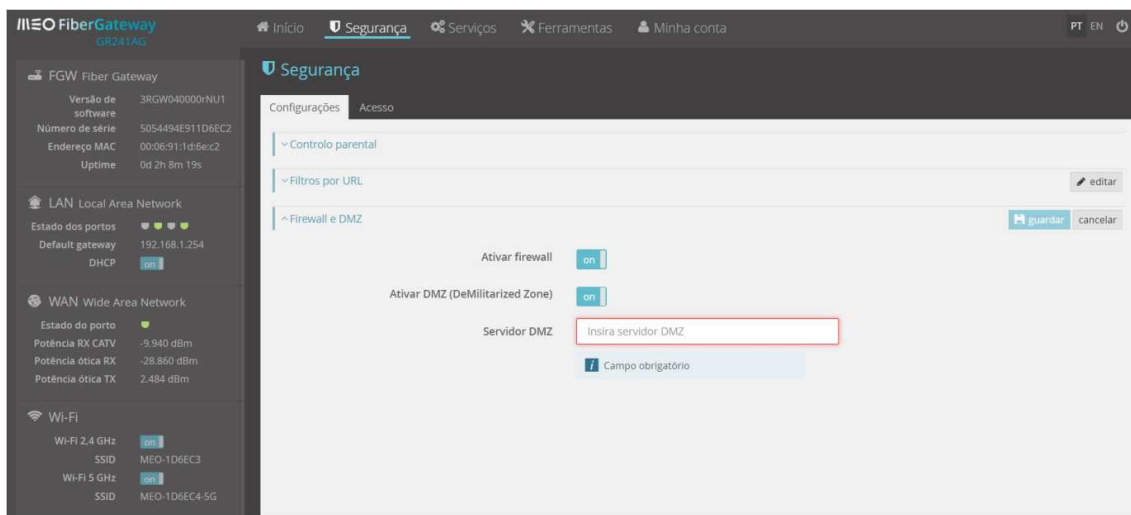 MEO FiberGateway
GR241AG
Início Segurança Serviços Ferramentas Minha conta PT EN
FGW Fiber Gateway
Versão de software 3RGW040000rNU1
Número de série 5054494E911D6EC2
Endereço MAC 00:06:91:1d:6e:c2
Uptime 0d 2h 8m 19s
LAN Local Area Network
Estado dos portos
Default gateway 192.168.1.254
DHCP on
WAN Wide Area Network
Estado do porto
Potência RX CATV -9.940 dBm
Potência ótica RX -28.860 dBm
Potência ótica TX 2.484 dBm
Wi-Fi
Wi-Fi 2,4 GHz on
SSID MEO-1D6EC3
Wi-Fi 5 GHz on
SSID MEO-1D6EC4-5G
Segurança
Configurações Acesso
Controlo parental
Filtros por URL editar
Firewall e DMZ guardar cancelar
Ativar firewall on
Ativar DMZ (DeMilitarized Zone) on
Servidor DMZ Insira servidor DMZ
i Campo obrigatório